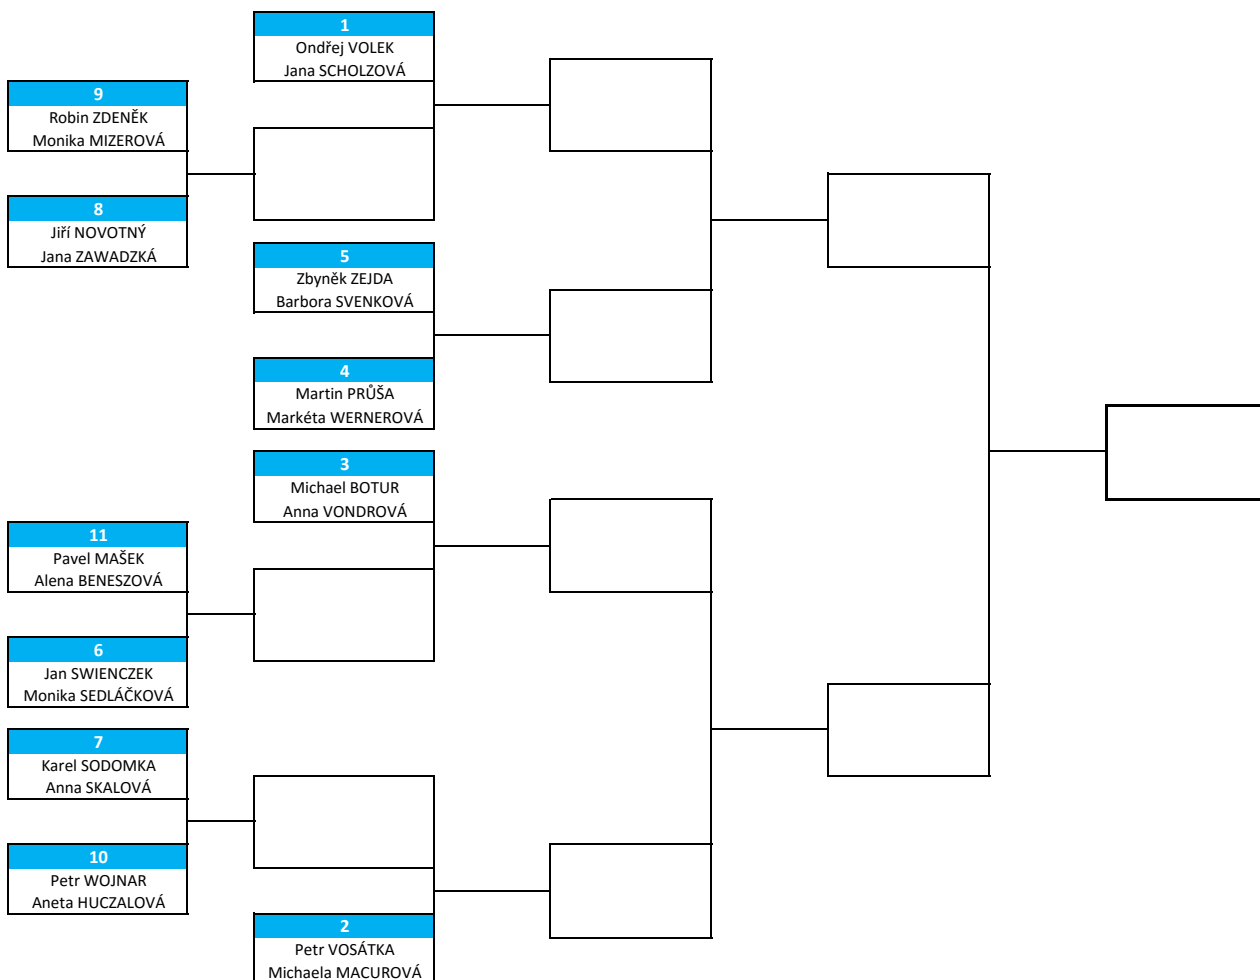 1
Ondřej VOLEK
Jana SCHOLZOVÁ
9
Robin ZDENĚK
Monika MIZEROVÁ
8
Jiří NOVOTNÝ
Jana ZAWADZKÁ
5
Zbyněk ZEJDA
Barbora SVENKOVÁ
4
Martin PRŮŠA
Markéta WERNEROVÁ
3
Michael BOTUR
Anna VONDROVÁ
11
Pavel MAŠEK
Alena BENESZOVÁ
6
Jan SWIENCZEK
Monika SEDLÁČKOVÁ
7
Karel SODOMKA
Anna SKALOVÁ
10
Petr WOJNAR
Aneta HUCZALOVÁ
2
Petr VOSÁTKA
Michaela MACUROVÁ